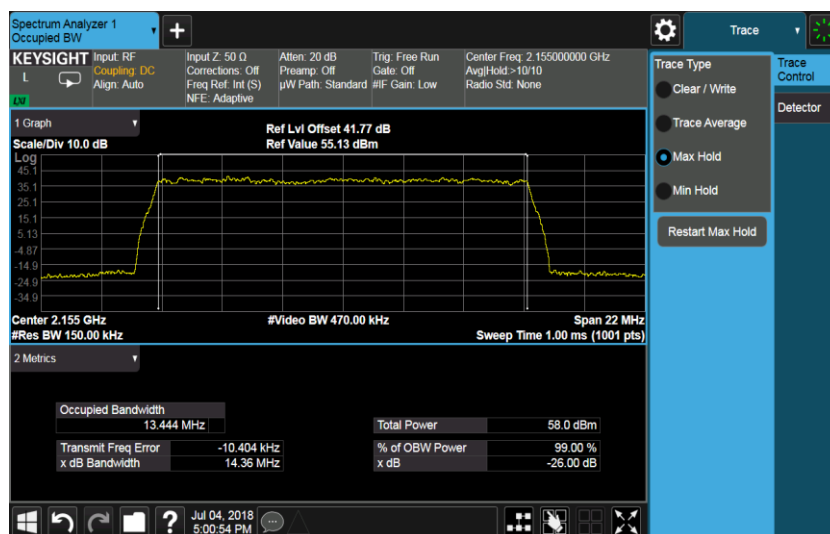 Spectrum Analyzer 1
Occupied BW
+
Trace
KEYSIGHT
L
LXI
Input: RF
Coupling: DC
Align: Auto
Input Z: 50 Ω
Corrections: Off
Freq Ref: Int (S)
NFE: Adaptive
Atten: 20 dB
Preamp: Off
µW Path: Standard
Trig: Free Run
Gate: Off
#IF Gain: Low
Center Freq: 2.155000000 GHz
Avg|Hold:>10/10
Radio Std: None
Trace Type
Clear / Write
Trace Average
Max Hold
Min Hold
Restart Max Hold
Trace
Control
Detector
1 Graph
Scale/Div 10.0 dB
Ref Lvl Offset 41.77 dB
Ref Value 55.13 dBm
Log
45.1
35.1
25.1
15.1
5.13
-4.87
-14.9
-24.9
-34.9
Center 2.155 GHz
#Video BW 470.00 kHz
Span 22 MHz
#Res BW 150.00 kHz
Sweep Time 1.00 ms (1001 pts)
2 Metrics
Occupied Bandwidth
13.444 MHz
Total Power 58.0 dBm
Transmit Freq Error -10.404 kHz
% of OBW Power 99.00 %
x dB Bandwidth 14.36 MHz
x dB -26.00 dB
?
Jul 04, 2018
5:00:54 PM